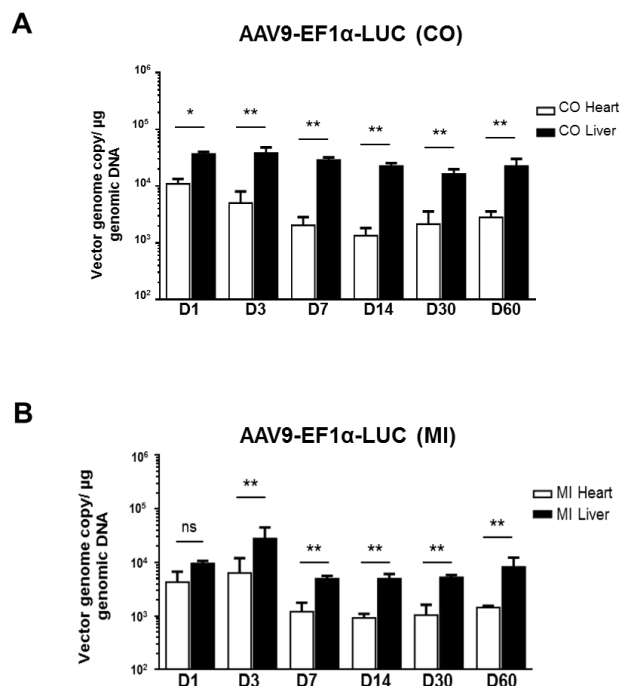 A
AAV9-EF1α-LUC (CO)
Vector genome copy/ µg
genomic DNA
10⁶
10⁵
10⁴
10³
10²
* ** ** ** ** **
CO Heart
CO Liver
D1 D3 D7 D14 D30 D60
B
AAV9-EF1α-LUC (MI)
Vector genome copy/ µg
genomic DNA
10⁶
10⁵
10⁴
10³
10²
ns ** ** ** ** **
MI Heart
MI Liver
D1 D3 D7 D14 D30 D60